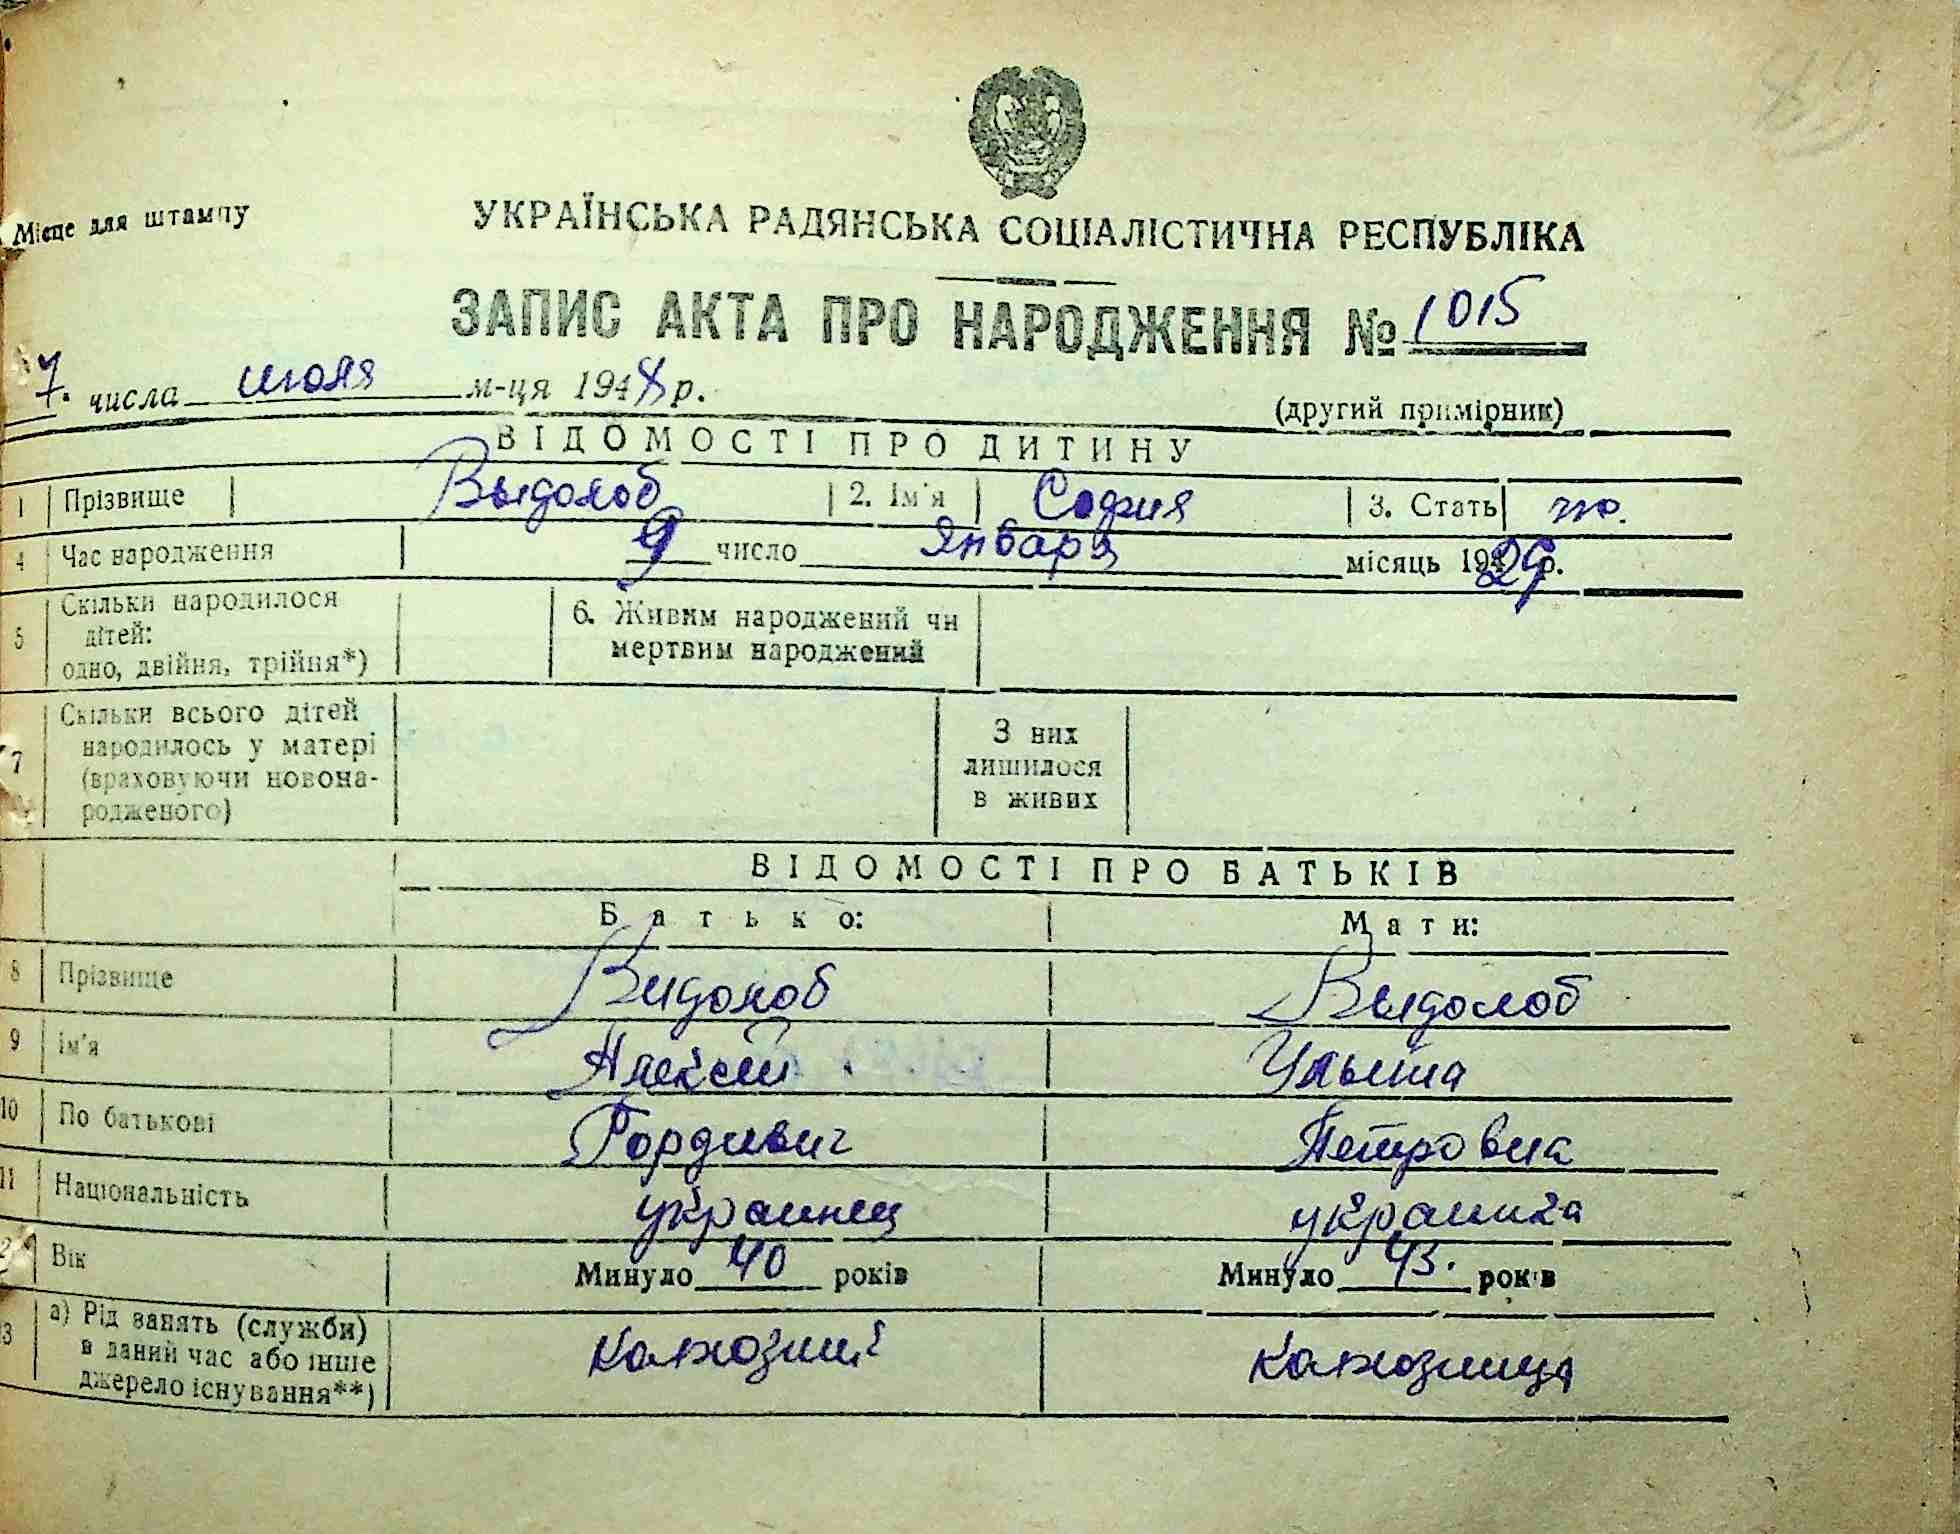 Місце для штампу
УКРАЇНСЬКА РАДЯНСЬКА СОЦІАЛІСТИЧНА РЕСПУБЛІКА
ЗАПИС АКТА ПРО НАРОДЖЕННЯ № 1015
7. числа июля м-ця 1948 р.
(другий примірник)
ВІДОМОСТІ ПРО ДИТИНУ
1 Прізвище Выдолоб 2. Ім'я София 3. Стать жо.
4 Час народження 9 число Января місяць 1929 р.
5 Скільки народилося дітей: одно, двійня, трійня*) 6. Живим народжений чи мертвим народжений
7 Скільки всього дітей народилось у матері (враховуючи новонародженого) З них лишилося в живих
ВІДОМОСТІ ПРО БАТЬКІВ
Батько: Мати:
8 Прізвище Видолоб Выдолоб
9 Ім'я Алексей Ульяна
10 По батькові Гордиевич Петровна
11 Національність украинец украинка
Вік Минуло 40 років Минуло 43. років
а) Рід занять (служби) в даний час або інше джерело існування**) Колхозник Колхозница